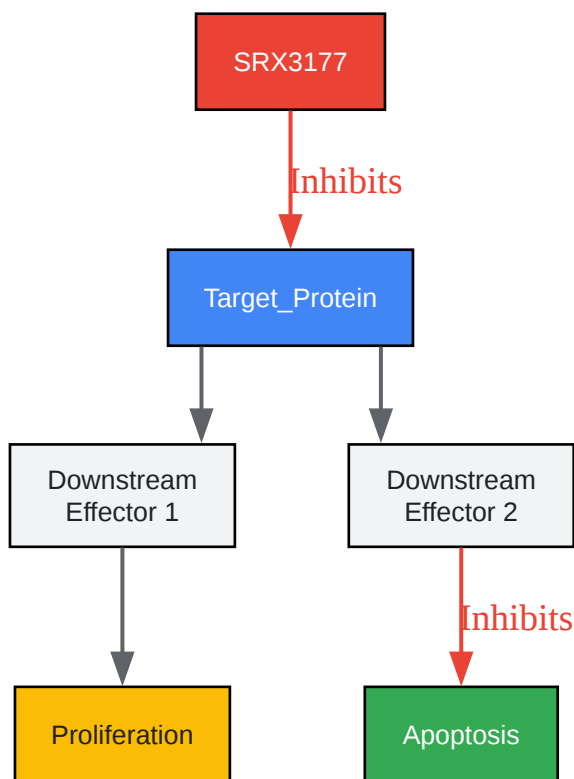 SRX3177
Inhibits
Target_Protein
Downstream
Effector 1
Downstream
Effector 2
Inhibits
Proliferation
Apoptosis